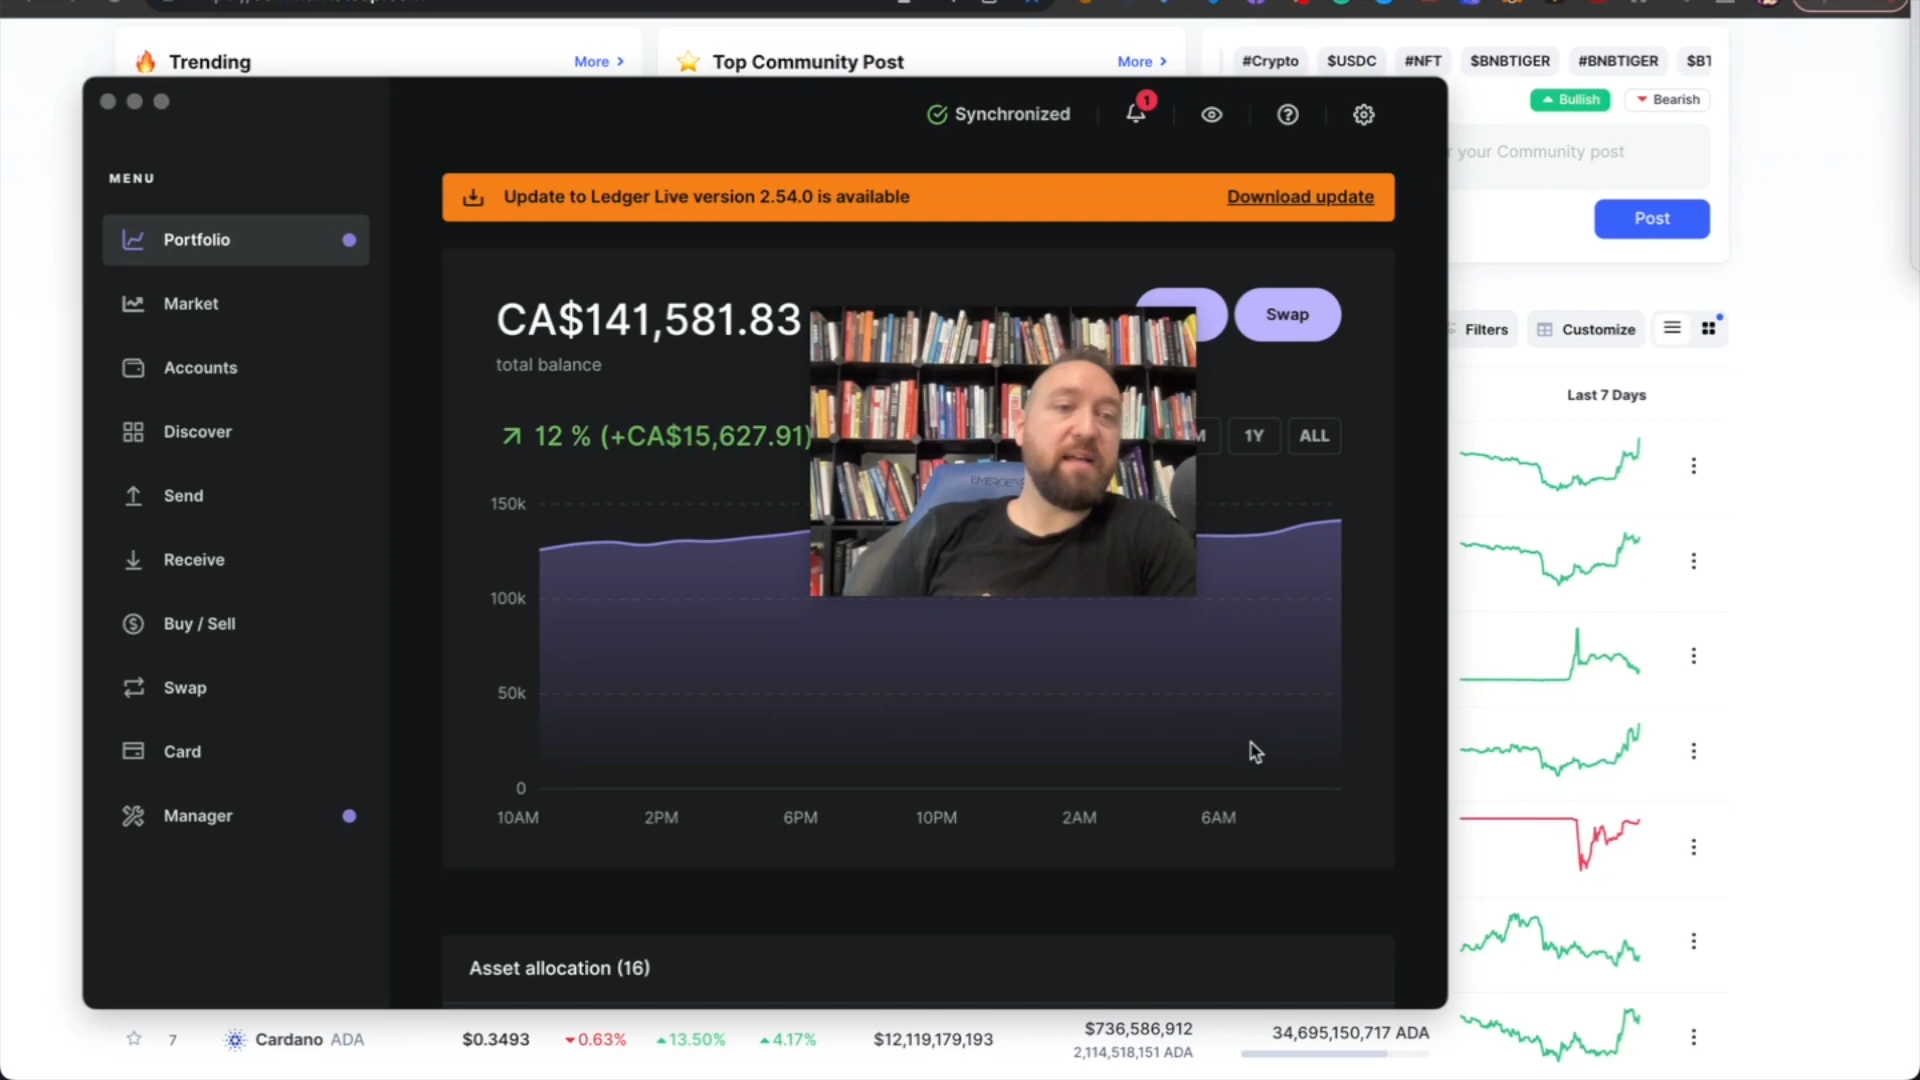 Trending
More
Top Community Post
More
#Crypto
$USDC
#NFT
$BNBTIGER
#BNBTIGER
Bullish
Bearish
your Community post
Post
Synchronized
1
MENU
Portfolio
Market
Accounts
Discover
Send
Receive
Buy / Sell
Swap
Card
Manager
Update to Ledger Live version 2.54.0 is available
Download update
CA$141,581.83
total balance
Swap
12 % (+CA$15,627.91)
1Y
ALL
150k
100k
50k
0
10AM
2PM
6PM
10PM
2AM
6AM
Asset allocation (16)
Filters
Customize
Last 7 Days
7
Cardano ADA
$0.3493
0.63%
13.50%
4.17%
$12,119,179,193
$736,586,912
2,114,518,151 ADA
34,695,150,717 ADA